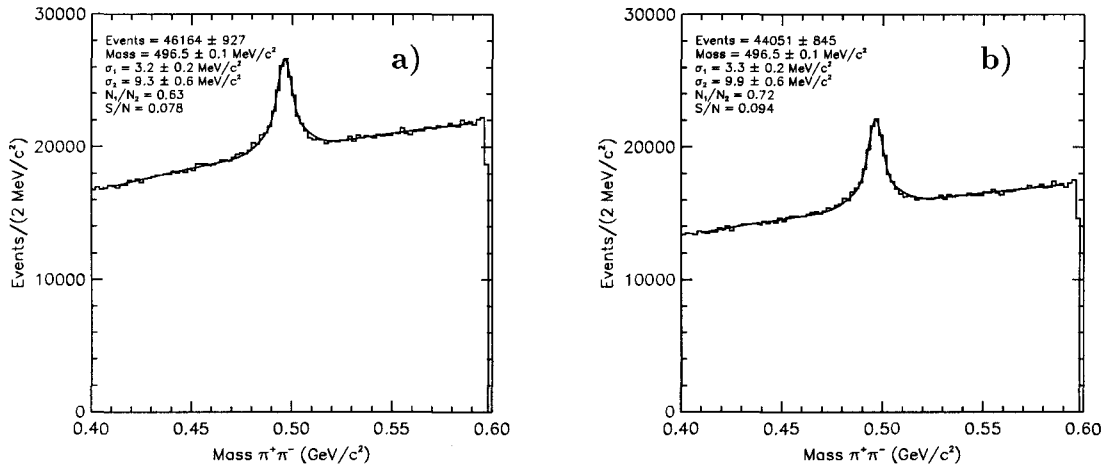 30000
20000
10000
0
Events/(2 MeV/c²)
Events = 46164 ± 927
Mass = 496.5 ± 0.1 MeV/c²
σ₁ = 3.2 ± 0.2 MeV/c²
σ₂ = 9.3 ± 0.6 MeV/c²
N₁/N₂ = 0.63
S/N = 0.078
a)
0.40 0.45 0.50 0.55 0.60
Mass π⁺π⁻ (GeV/c²)
30000
20000
10000
0
Events/(2 MeV/c²)
Events = 44051 ± 845
Mass = 496.5 ± 0.1 MeV/c²
σ₁ = 3.3 ± 0.2 MeV/c²
σ₂ = 9.9 ± 0.6 MeV/c²
N₁/N₂ = 0.72
S/N = 0.094
b)
0.40 0.45 0.50 0.55 0.60
Mass π⁺π⁻ (GeV/c²)